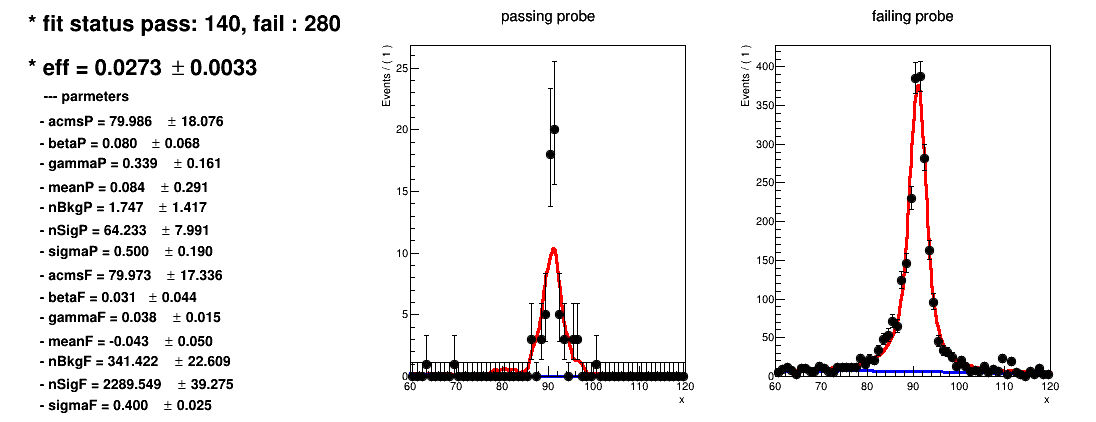 * fit status pass: 140, fail : 280
* eff = 0.0273 ± 0.0033
--- parmeters
- acmsP = 79.986 ± 18.076
- betaP = 0.080 ± 0.068
- gammaP = 0.339 ± 0.161
- meanP = 0.084 ± 0.291
- nBkgP = 1.747 ± 1.417
- nSigP = 64.233 ± 7.991
- sigmaP = 0.500 ± 0.190
- acmsF = 79.973 ± 17.336
- betaF = 0.031 ± 0.044
- gammaF = 0.038 ± 0.015
- meanF = -0.043 ± 0.050
- nBkgF = 341.422 ± 22.609
- nSigF = 2289.549 ± 39.275
- sigmaF = 0.400 ± 0.025
passing probe
Events / ( 1 )
25
20
15
10
5
0
60 70 80 90 100 110 120
x
failing probe
Events / ( 1 )
400
350
300
250
200
150
100
50
0
60 70 80 90 100 110 120
x